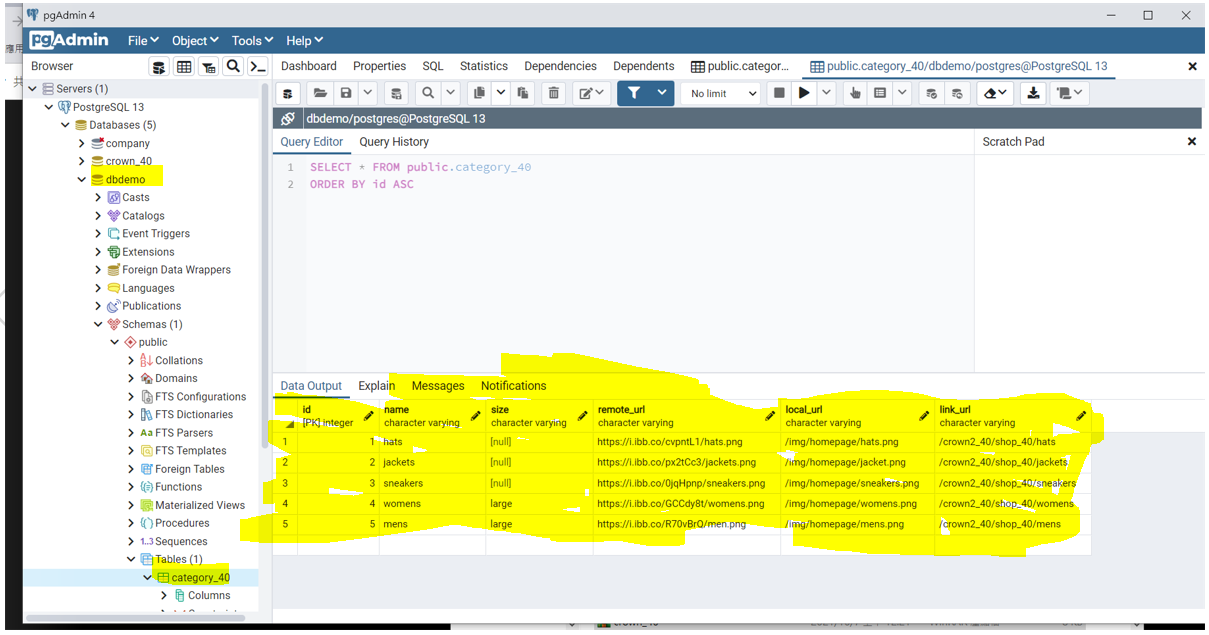 pgAdmin 4
pgAdmin File Object Tools Help
Browser
Dashboard Properties SQL Statistics Dependencies Dependents public.categor... public.category_40/dbdemo/postgres@PostgreSQL 13
No limit
dbdemo/postgres@PostgreSQL 13
Query Editor Query History Scratch Pad
1 SELECT * FROM public.category_40
2 ORDER BY id ASC
Servers (1)
PostgreSQL 13
Databases (5)
company
crown_40
dbdemo
Casts
Catalogs
Event Triggers
Extensions
Foreign Data Wrappers
Languages
Publications
Schemas (1)
public
Collations
Domains
FTS Configurations
FTS Dictionaries
FTS Parsers
FTS Templates
Foreign Tables
Functions
Materialized Views
Procedures
Sequences
Tables (1)
category_40
Columns
Data Output Explain Messages Notifications
id name size remote_url local_url link_url
[PK] integer character varying character varying character varying character varying character varying
1 1 hats [null] https://i.ibb.co/cvpntL1/hats.png /img/homepage/hats.png /crown2_40/shop_40/hats
2 2 jackets [null] https://i.ibb.co/px2tCc3/jackets.png /img/homepage/jacket.png /crown2_40/shop_40/jackets
3 3 sneakers [null] https://i.ibb.co/0jqHpnp/sneakers.png /img/homepage/sneakers.png /crown2_40/shop_40/sneakers
4 4 womens large https://i.ibb.co/GCCdy8t/womens.png /img/homepage/womens.png /crown2_40/shop_40/womens
5 5 mens large https://i.ibb.co/R70vBrQ/men.png /img/homepage/mens.png /crown2_40/shop_40/mens